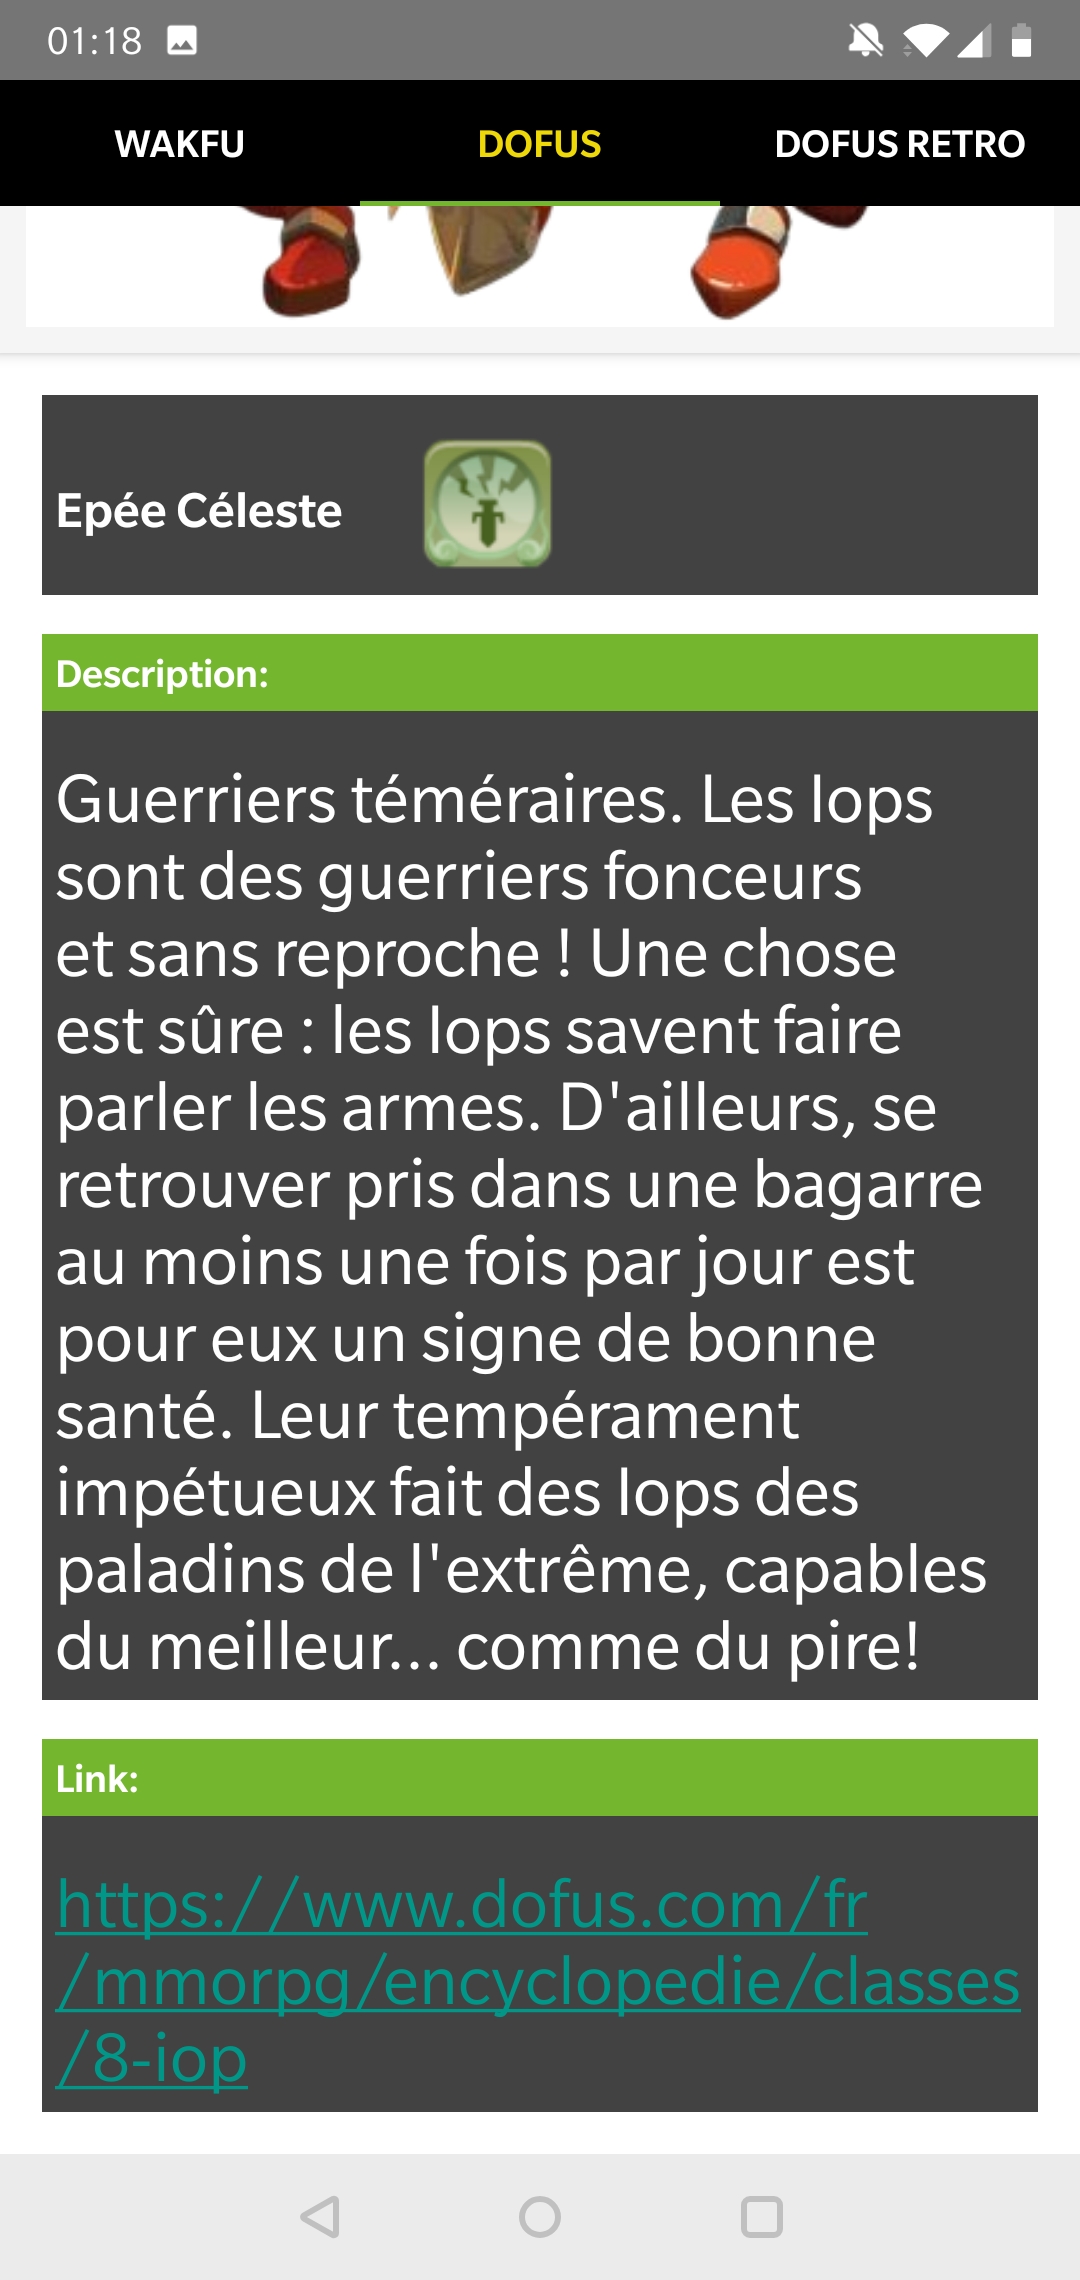 01:18
WAKFU DOFUS DOFUS RETRO
Epée Céleste
Description:
Guerriers téméraires. Les Iops
sont des guerriers fonceurs
et sans reproche ! Une chose
est sûre : les Iops savent faire
parler les armes. D'ailleurs, se
retrouver pris dans une bagarre
au moins une fois par jour est
pour eux un signe de bonne
santé. Leur tempérament
impétueux fait des Iops des
paladins de l'extrême, capables
du meilleur... comme du pire!
Link:
https://www.dofus.com/fr
/mmorpg/encyclopedie/classes
/8-iop